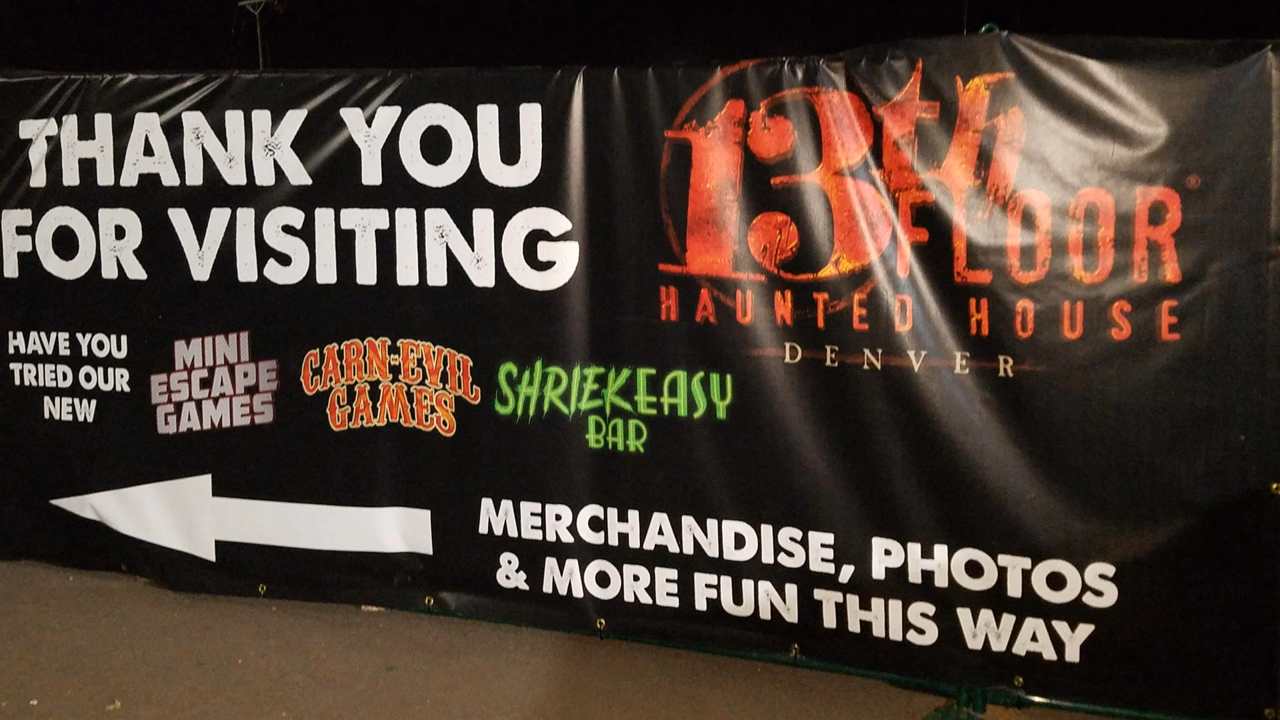 THANK YOU
FOR VISITING
13th
FLOOR®
HAUNTED HOUSE
DENVER
HAVE YOU
TRIED OUR
NEW
MINI
ESCAPE
GAMES
CARN-EVIL
GAMES
SHRIEKEASY
BAR
MERCHANDISE, PHOTOS
& MORE FUN THIS WAY